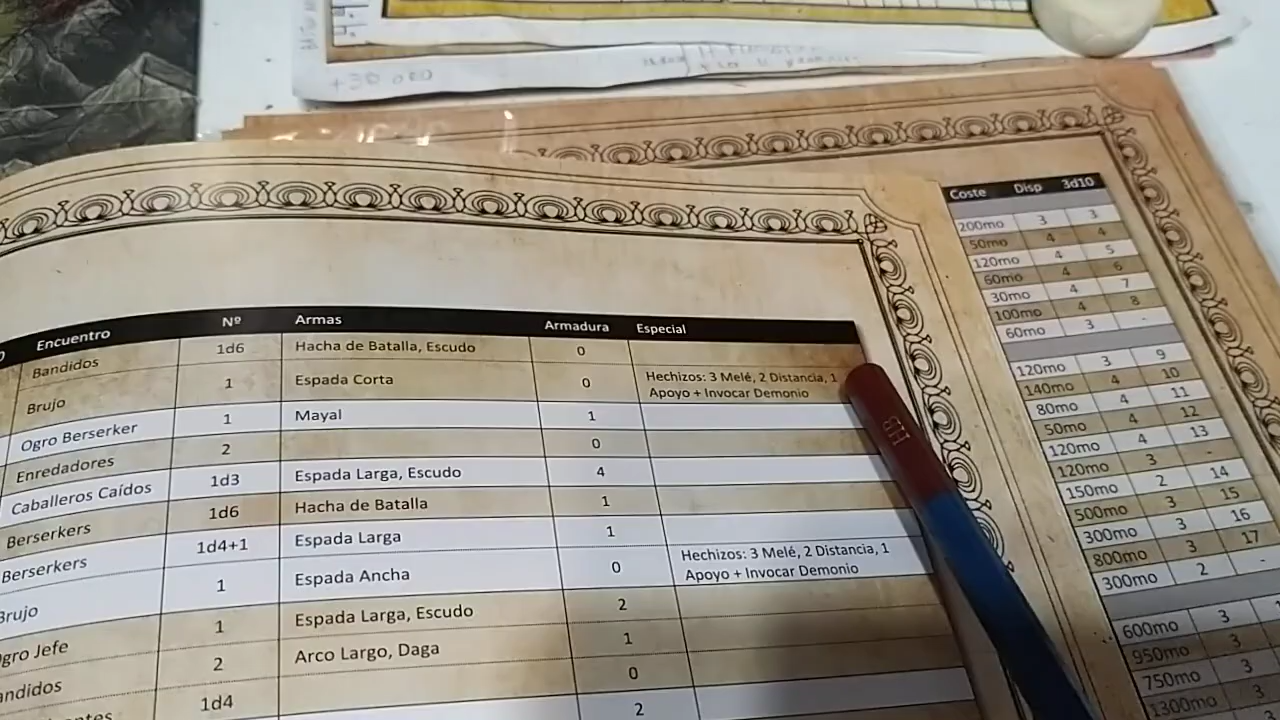 +30 000
Coste Disp 3d10
200mo 3 3
50mo 4 4
120mo 4 5
60mo 4 6
30mo 4 7
100mo 4 8
60mo 3 -
120mo 3 9
140mo 4 10
80mo 4 11
50mo 4 12
120mo 4 13
120mo 3 -
150mo 2 14
500mo 3 15
300mo 3 16
800mo 3 17
300mo 2 -
600mo 3
950mo 3
750mo 3
1300mo 3
Encuentro Nº Armas Armadura Especial
Bandidos 1d6 Hacha de Batalla, Escudo 0
Brujo 1 Espada Corta 0 Hechizos: 3 Melé, 2 Distancia, 1
Apoyo + Invocar Demonio
Ogro Berserker 1 Mayal 1
Enredadores 2 0
Caballeros Caídos 1d3 Espada Larga, Escudo 4
Berserkers 1d6 Hacha de Batalla 1
Berserkers 1d4+1 Espada Larga 1
Brujo 1 Espada Ancha 0 Hechizos: 3 Melé, 2 Distancia, 1
Apoyo + Invocar Demonio
gro Jefe 1 Espada Larga, Escudo 2
andidos 2 Arco Largo, Daga 1
1d4 0
2
HB